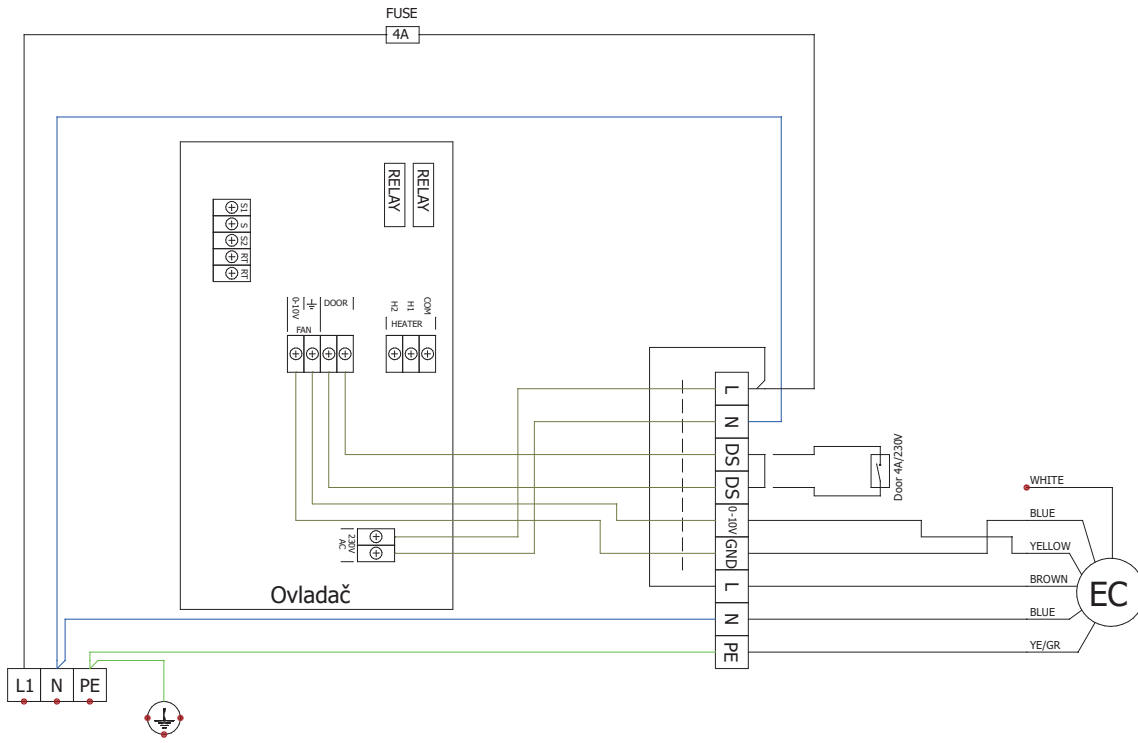 FUSE
4A
RELAY
RELAY
S1
S
S2
RT
RT
0-10V
DOOR
FAN
H2
H1
COM
HEATER
L
N
DS
DS
0-10V
GND
L
N
PE
Door 4A/230V
WHITE
BLUE
YELLOW
BROWN
BLUE
YE/GR
EC
230V
AC
Ovladač
L1
N
PE